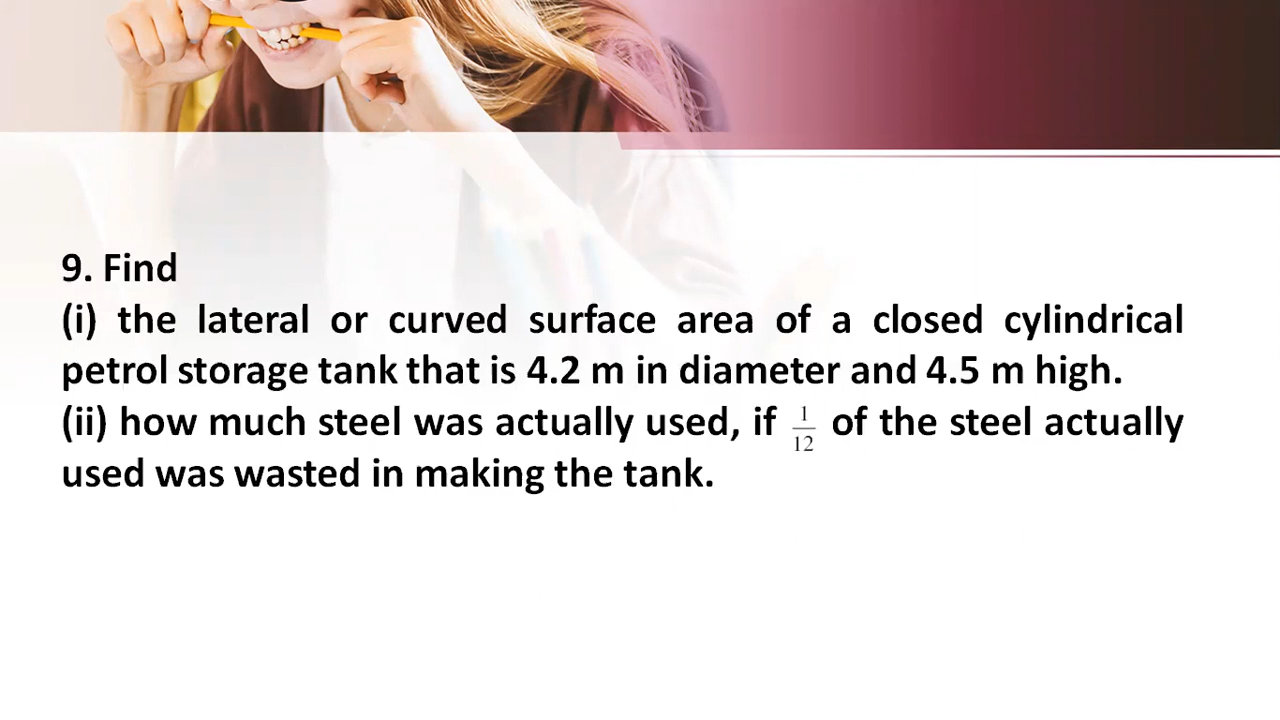 9. Find
(i) the lateral or curved surface area of a closed cylindrical
petrol storage tank that is 4.2 m in diameter and 4.5 m high.
(ii) how much steel was actually used, if 1/12 of the steel actually
used was wasted in making the tank.